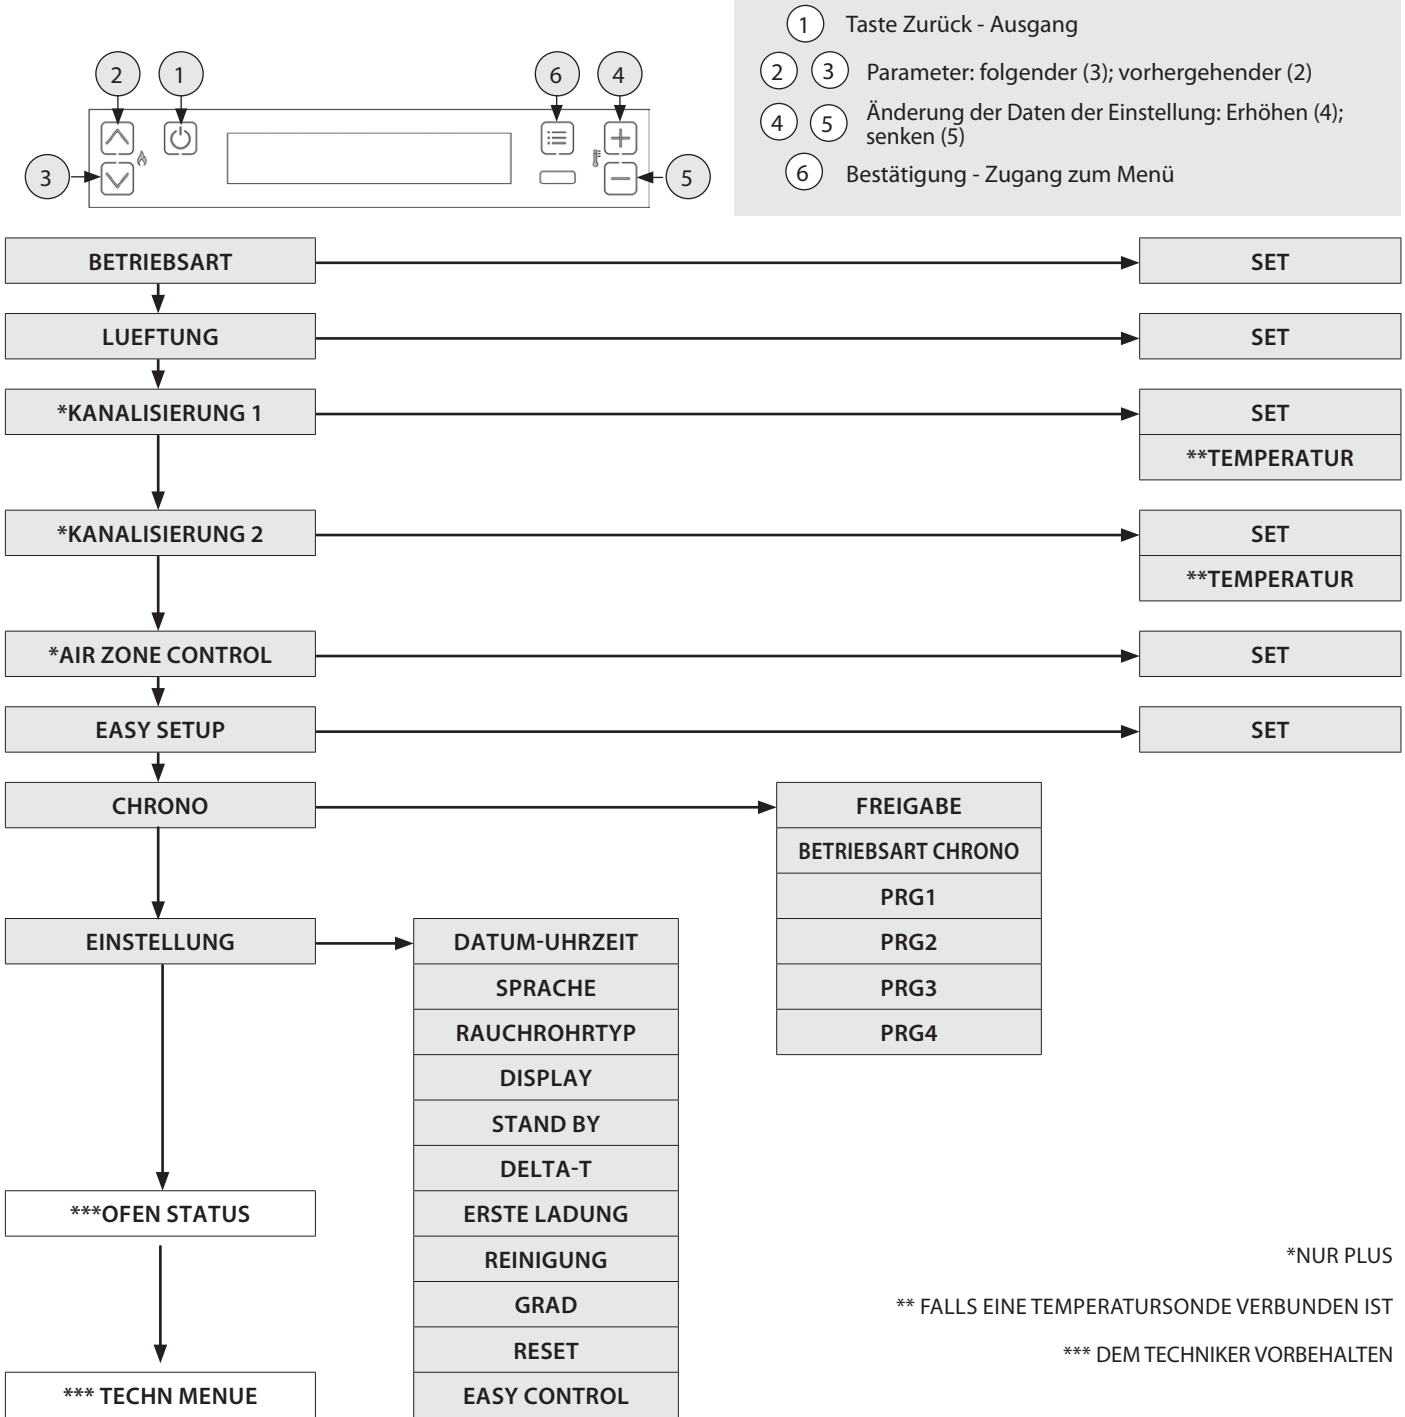 2
1
6
4
3
5
1 Taste Zurück - Ausgang
2 3 Parameter: folgender (3); vorhergehender (2)
4 5 Änderung der Daten der Einstellung: Erhöhen (4);
senken (5)
6 Bestätigung - Zugang zum Menü
BETRIEBSART
SET
LUEFTUNG
SET
*KANALISIERUNG 1
SET
**TEMPERATUR
*KANALISIERUNG 2
SET
**TEMPERATUR
*AIR ZONE CONTROL
SET
EASY SETUP
SET
CHRONO
FREIGABE
BETRIEBSART CHRONO
PRG1
PRG2
PRG3
PRG4
EINSTELLUNG
DATUM-UHRZEIT
SPRACHE
RAUCHROHRTYP
DISPLAY
STAND BY
DELTA-T
ERSTE LADUNG
REINIGUNG
GRAD
RESET
EASY CONTROL
***OFEN STATUS
*** TECHN MENUE
*NUR PLUS
** FALLS EINE TEMPERATURSONDE VERBUNDEN IST
*** DEM TECHNIKER VORBEHALTEN